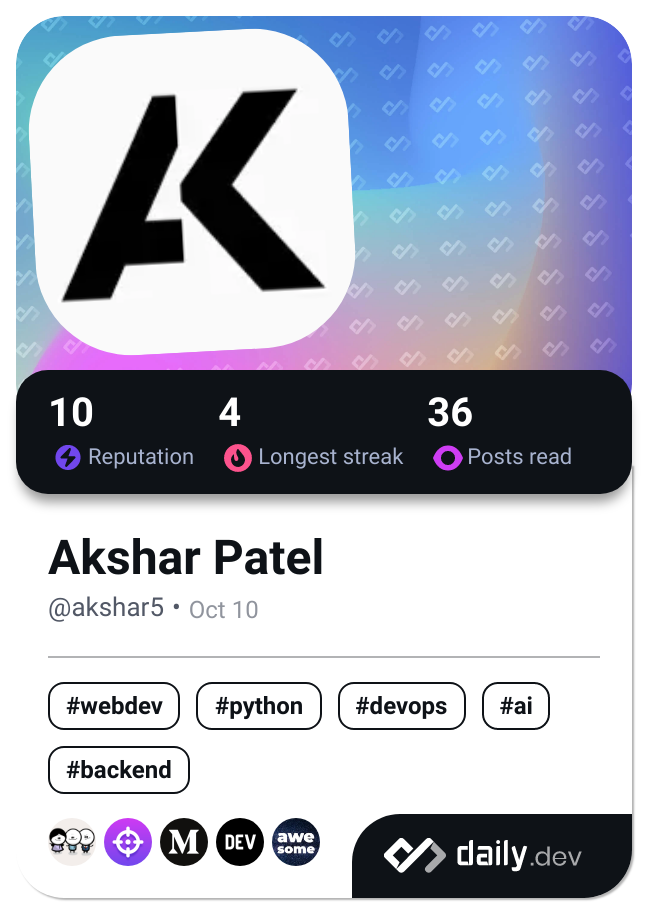 AK
10 4 36
Reputation Longest streak Posts read
Akshar Patel
@akshar5 • Oct 10
#webdev #python #devops #ai
#backend
M DEV awe some
daily.dev